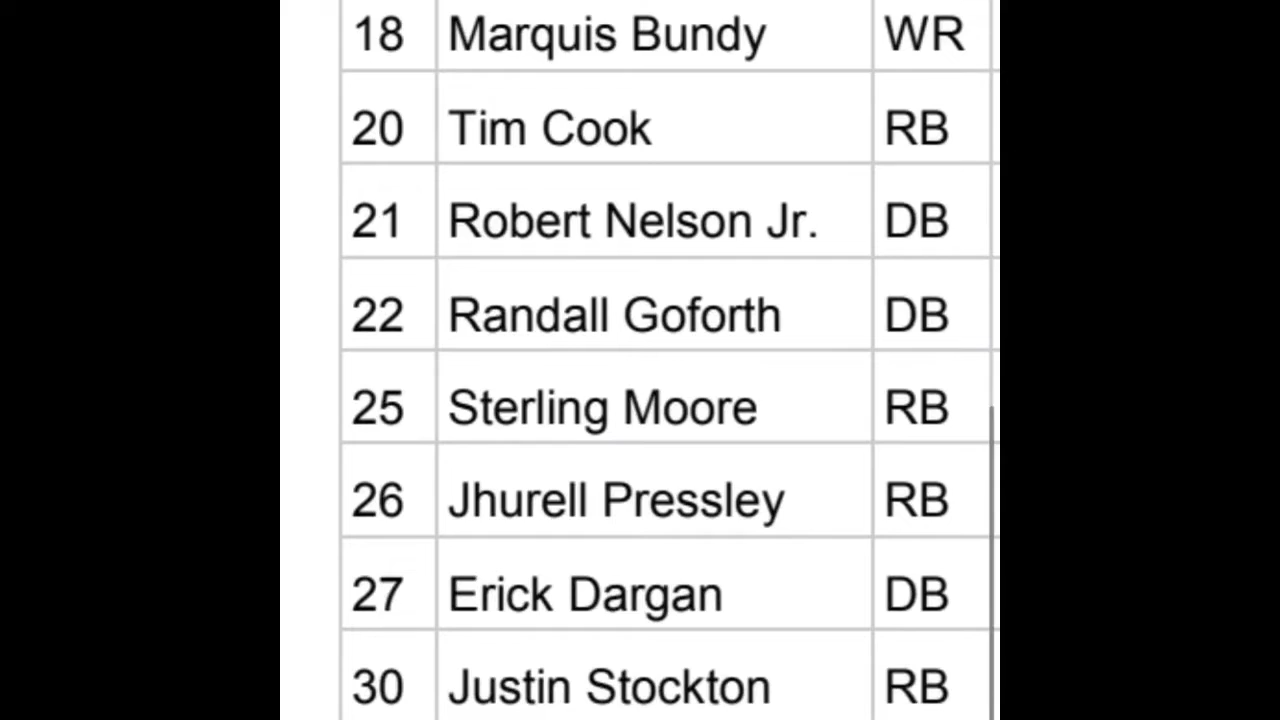 18 Marquis Bundy WR
20 Tim Cook RB
21 Robert Nelson Jr. DB
22 Randall Goforth DB
25 Sterling Moore RB
26 Jhurell Pressley RB
27 Erick Dargan DB
30 Justin Stockton RB